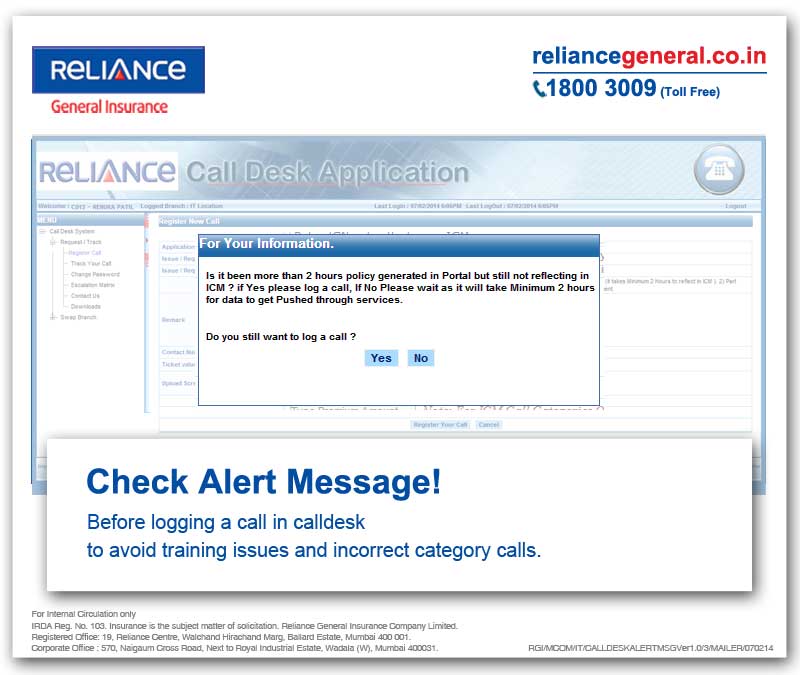 RELIANCE
General Insurance
reliancegeneral.co.in
1800 3009 (Toll Free)
RELIANCE Call Desk Application
Welcome : C013 - RENUKA PATIL Logged Branch : IT Location Last Login : 07/02/2014 6:05PM Last LogOut : 07/02/2014 6:05PM Logout
MENU
Call Desk System
Request / Track
Register Call
Track Your Call
Change Password
Escalation Matrix
Contact Us
Downloads
Swap Branch
Register New Call
Application
Issue / Req
Issue / Req
Remark
Contact No
Ticket value
Upload Scre
(It takes Minimum 2 hours to reflect in ICM ). 2) Part
For Your Information.
Is it been more than 2 hours policy generated in Portal but still not reflecting in
ICM ? if Yes please log a call, If No Please wait as it will take Minimum 2 hours
for data to get Pushed through services.
Do you still want to log a call ?
Yes No
Register Your Call Cancel
Check Alert Message!
Before logging a call in calldesk
to avoid training issues and incorrect category calls.
For Internal Circulation only
IRDA Reg. No. 103. Insurance is the subject matter of solicitation. Reliance General Insurance Company Limited.
Registered Office: 19, Reliance Centre, Walchand Hirachand Marg, Ballard Estate, Mumbai 400 001.
Corporate Office : 570, Naigaum Cross Road, Next to Royal Industrial Estate, Wadala (W), Mumbai 400031.
RGI/MCOM/IT/CALLDESKALERTMSGVer1.0/3/MAILER/070214